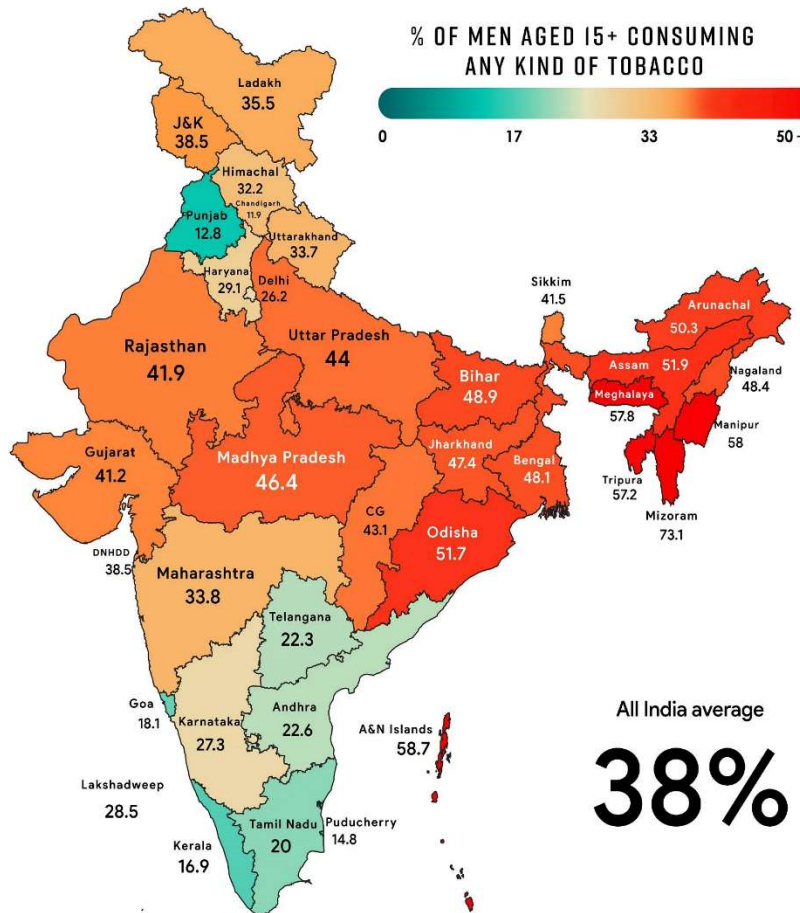 % OF MEN AGED 15+ CONSUMING
ANY KIND OF TOBACCO
0 17 33 50+
Ladakh
35.5
J&K
38.5
Himachal
32.2
Chandigarh
11.9
Punjab
12.8
Uttarakhand
33.7
Haryana
29.1
Delhi
26.2
Rajasthan
41.9
Uttar Pradesh
44
Bihar
48.9
Sikkim
41.5
Arunachal
50.3
Assam 51.9
Nagaland
48.4
Meghalaya
57.8
Manipur
58
Tripura
57.2
Mizoram
73.1
Gujarat
41.2
Madhya Pradesh
46.4
Jharkhand
47.4
Bengal
48.1
CG
43.1
Odisha
51.7
DNHDD
38.5
Maharashtra
33.8
Telangana
22.3
Goa
18.1
Karnataka
27.3
Andhra
22.6
A&N Islands
58.7
All India average
38%
Lakshadweep
28.5
Kerala
16.9
Tamil Nadu
20
Puducherry
14.8